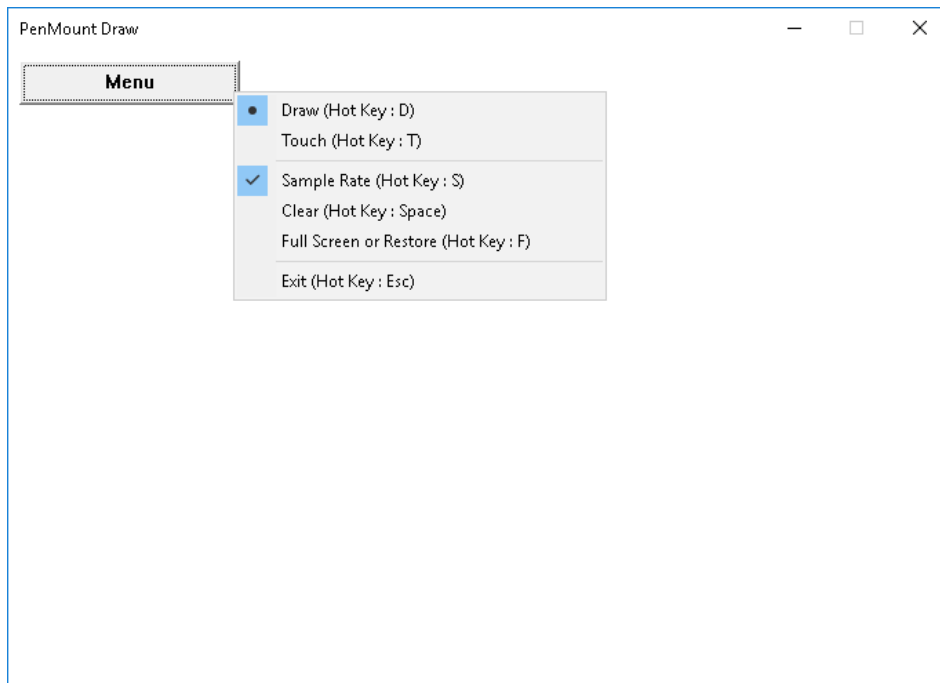 PenMount Draw
Menu
Draw (Hot Key : D)
Touch (Hot Key : T)
Sample Rate (Hot Key : S)
Clear (Hot Key : Space)
Full Screen or Restore (Hot Key : F)
Exit (Hot Key : Esc)